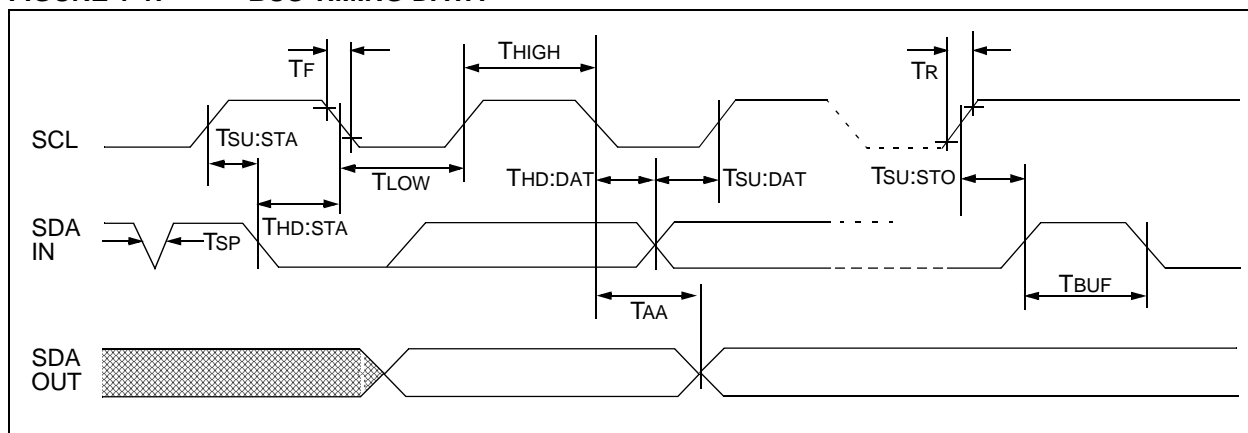 FIGURE 1-1: BUS TIMING DATA
TF
THIGH
TR
SCL
TSU:STA
TLOW
THD:DAT
TSU:DAT
TSU:STO
SDA
IN
TSP
THD:STA
TAA
TBUF
SDA
OUT